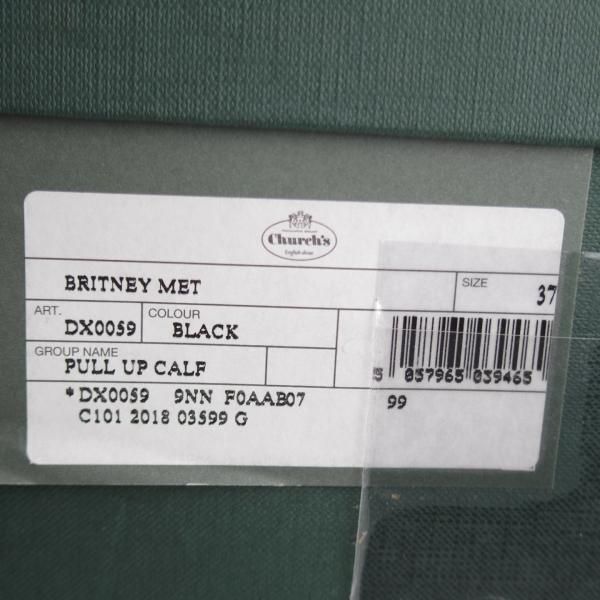 Church's
English shoes
BRITNEY MET
SIZE
37
ART.
DX0059
COLOUR
BLACK
GROUP NAME
PULL UP CALF
5 057965 039465
*DX0059 9NN F0AAB07
99
C101 2018 03599 G